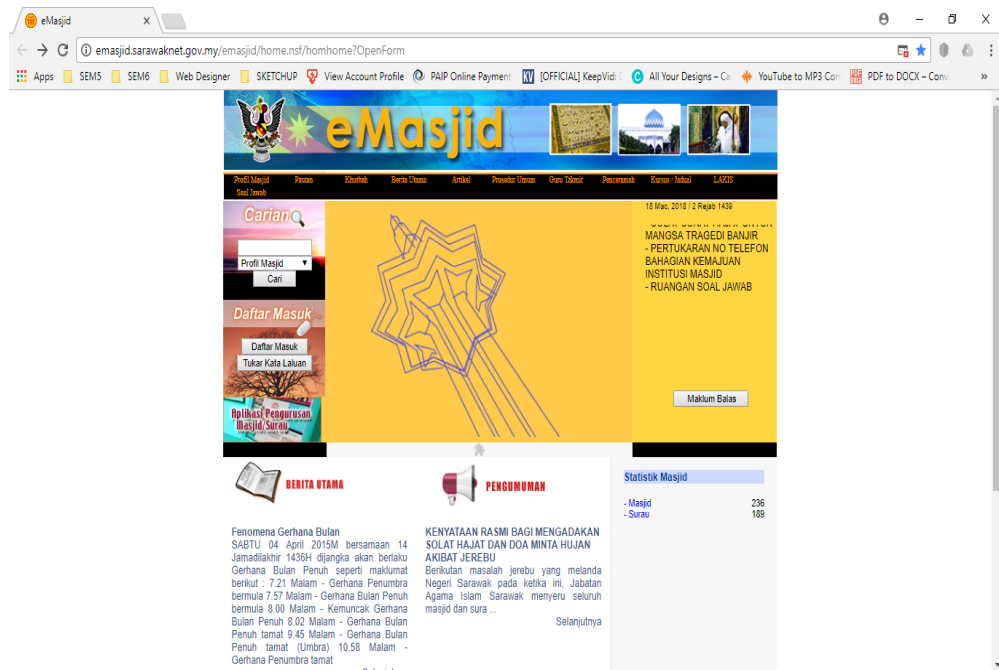 eMasjid
emasjid.sarawaknet.gov.my/emasjid/home.nsf/homhome?OpenForm
Apps SEM5 SEM6 Web Designer SKETCHUP View Account Profile PAIP Online Payment [OFFICIAL] KeepVid: All Your Designs – Ca YouTube to MP3 Con PDF to DOCX – Conv »
eMasjid
Profil Masjid Pautan Khutbah Berita Utama Artikel Prosedur Umum Guru Takmir Penceramah Kursus / Jadual LAKIS
Soal Jawab
Carian
Profil Masjid
Cari
Daftar Masuk
Daftar Masuk
Tukar Kata Laluan
Aplikasi Pengurusan
Masjid/Surau
18 Mac, 2018 / 2 Rejab 1439
MANGSA TRAGEDI BANJIR
- PERTUKARAN NO TELEFON
BAHAGIAN KEMAJUAN
INSTITUSI MASJID
- RUANGAN SOAL JAWAB
Maklum Balas
BERITA UTAMA
Fenomena Gerhana Bulan
SABTU 04 April 2015M bersamaan 14
Jamadilakhir 1436H dijangka akan berlaku
Gerhana Bulan Penuh seperti maklumat
berikut : 7.21 Malam - Gerhana Penumbra
bermula 7.57 Malam - Gerhana Bulan Penuh
bermula 8.00 Malam - Kemuncak Gerhana
Bulan Penuh 8.02 Malam - Gerhana Bulan
Penuh tamat 9.45 Malam - Gerhana Bulan
Penuh tamat (Umbra) 10.58 Malam -
Gerhana Penumbra tamat
PENGUMUMAN
KENYATAAN RASMI BAGI MENGADAKAN
SOLAT HAJAT DAN DOA MINTA HUJAN
AKIBAT JEREBU
Berikutan masalah jerebu yang melanda
Negeri Sarawak pada ketika ini, Jabatan
Agama Islam Sarawak menyeru seluruh
masjid dan sura ...
Selanjutnya
Statistik Masjid
- Masjid 236
- Surau 189